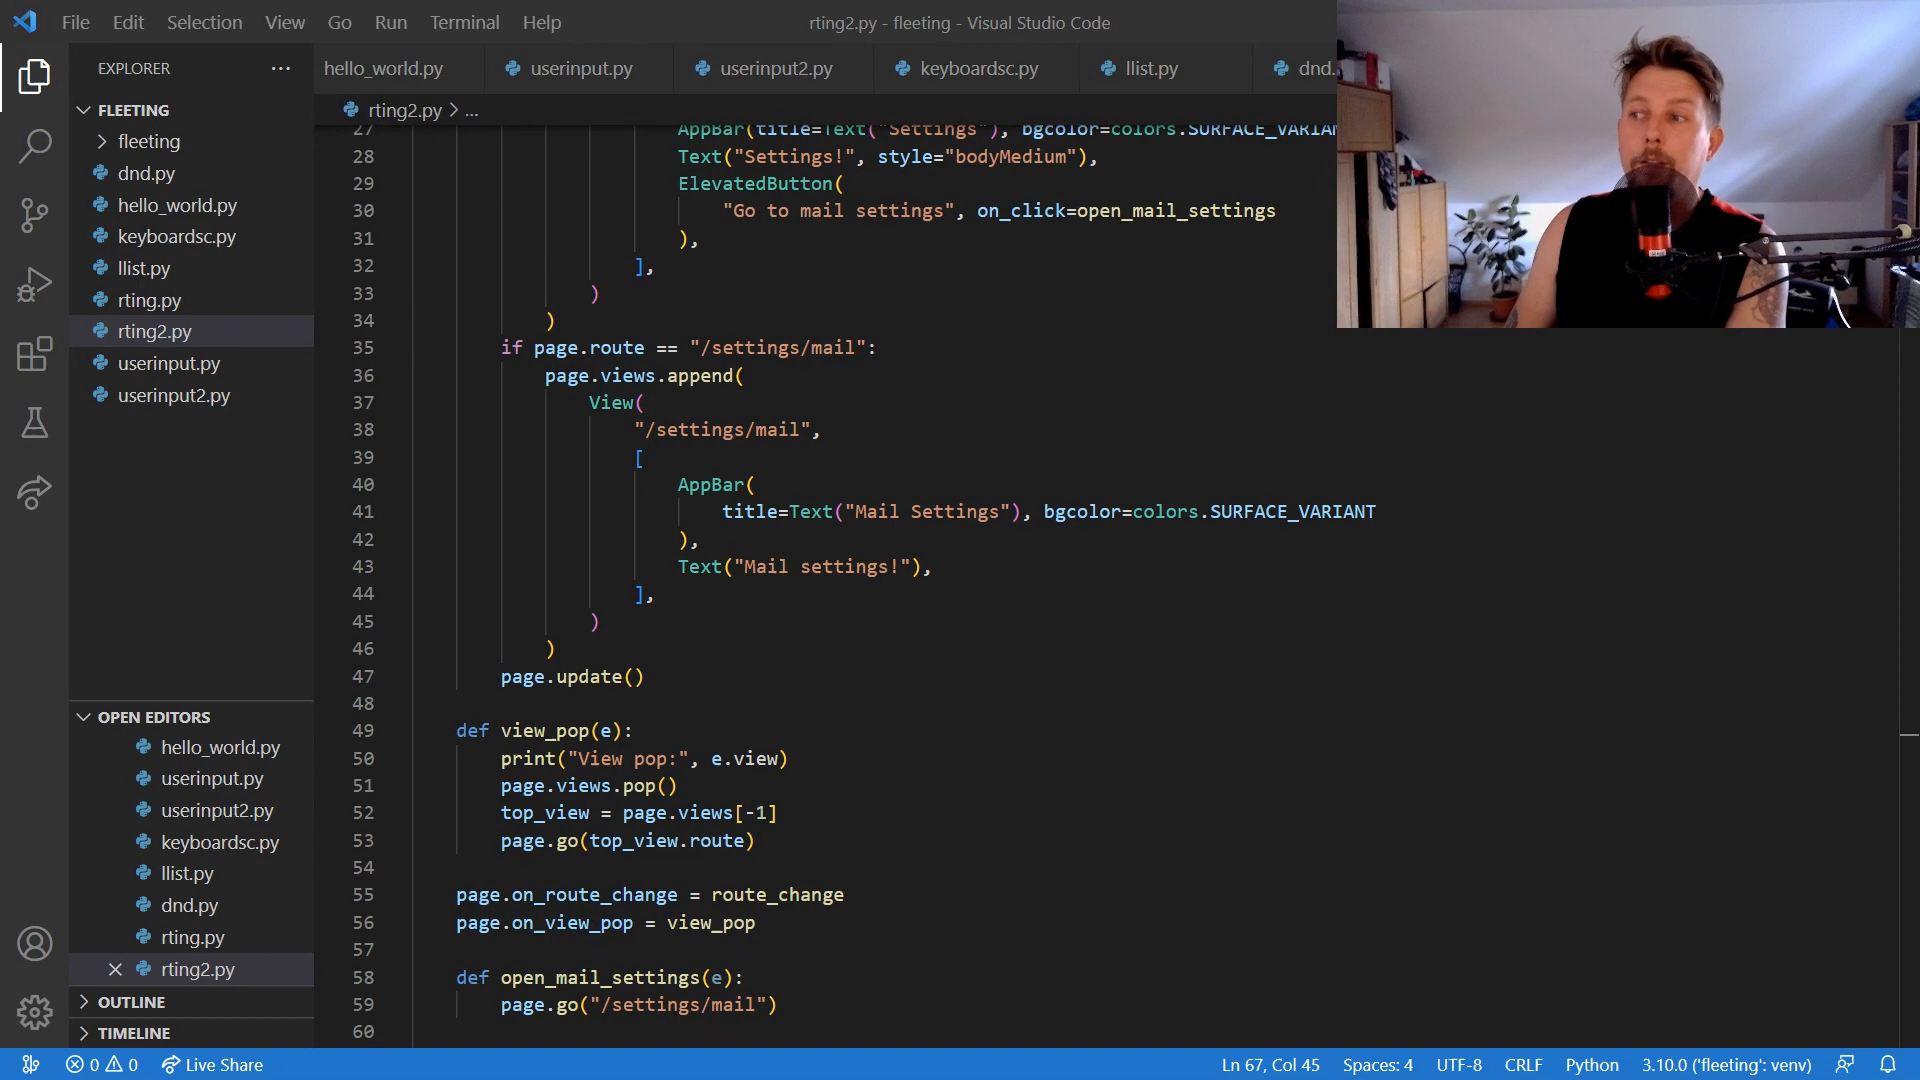 File Edit Selection View Go Run Terminal Help
rting2.py - fleeting - Visual Studio Code
EXPLORER
hello_world.py
userinput.py
userinput2.py
keyboardsc.py
llist.py
dnd.
FLEETING
rting2.py > ...
fleeting
dnd.py
hello_world.py
keyboardsc.py
llist.py
rting.py
rting2.py
userinput.py
userinput2.py
27 AppBar(title=Text("Settings"), bgcolor=colors.SURFACE_VARIAN
28 Text("Settings!", style="bodyMedium"),
29 ElevatedButton(
30 "Go to mail settings", on_click=open_mail_settings
31 ),
32 ],
33 )
34 )
35 if page.route == "/settings/mail":
36 page.views.append(
37 View(
38 "/settings/mail",
39 [
40 AppBar(
41 title=Text("Mail Settings"), bgcolor=colors.SURFACE_VARIANT
42 ),
43 Text("Mail settings!"),
44 ],
45 )
46 )
47 page.update()
48
49 def view_pop(e):
50 print("View pop:", e.view)
51 page.views.pop()
52 top_view = page.views[-1]
53 page.go(top_view.route)
54
55 page.on_route_change = route_change
56 page.on_view_pop = view_pop
57
58 def open_mail_settings(e):
59 page.go("/settings/mail")
60
OPEN EDITORS
hello_world.py
userinput.py
userinput2.py
keyboardsc.py
llist.py
dnd.py
rting.py
rting2.py
OUTLINE
TIMELINE
0 0 Live Share
Ln 67, Col 45 Spaces: 4 UTF-8 CRLF Python 3.10.0 ('fleeting': venv)